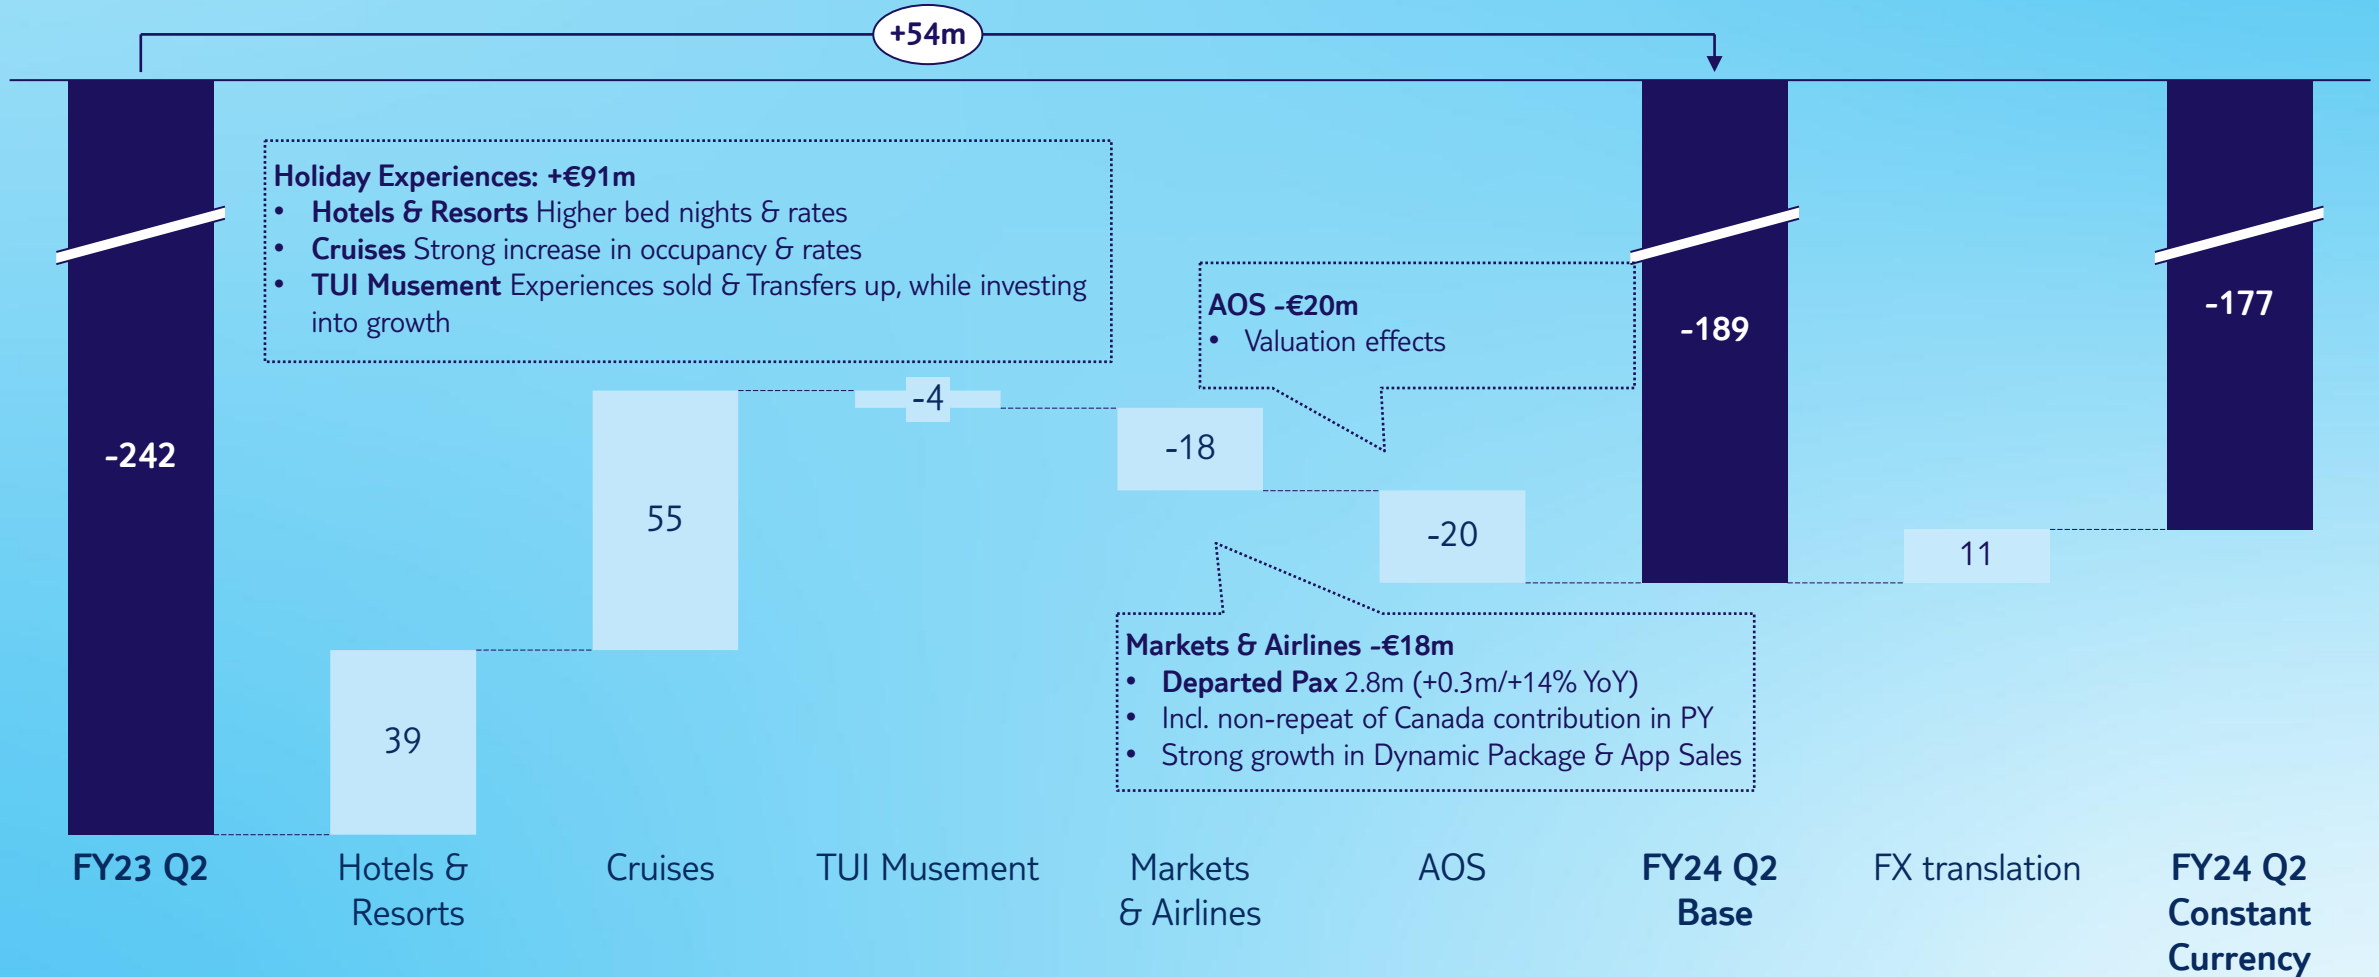 +54m
Holiday Experiences: +€91m
• Hotels & Resorts Higher bed nights & rates
• Cruises Strong increase in occupancy & rates
• TUI Musement Experiences sold & Transfers up, while investing
into growth
AOS -€20m
• Valuation effects
-242
39
55
-4
-18
-20
-189
11
-177
Markets & Airlines -€18m
• Departed Pax 2.8m (+0.3m/+14% YoY)
• Incl. non-repeat of Canada contribution in PY
• Strong growth in Dynamic Package & App Sales
FY23 Q2
Hotels &
Resorts
Cruises
TUI Musement
Markets
& Airlines
AOS
FY24 Q2
Base
FX translation
FY24 Q2
Constant
Currency